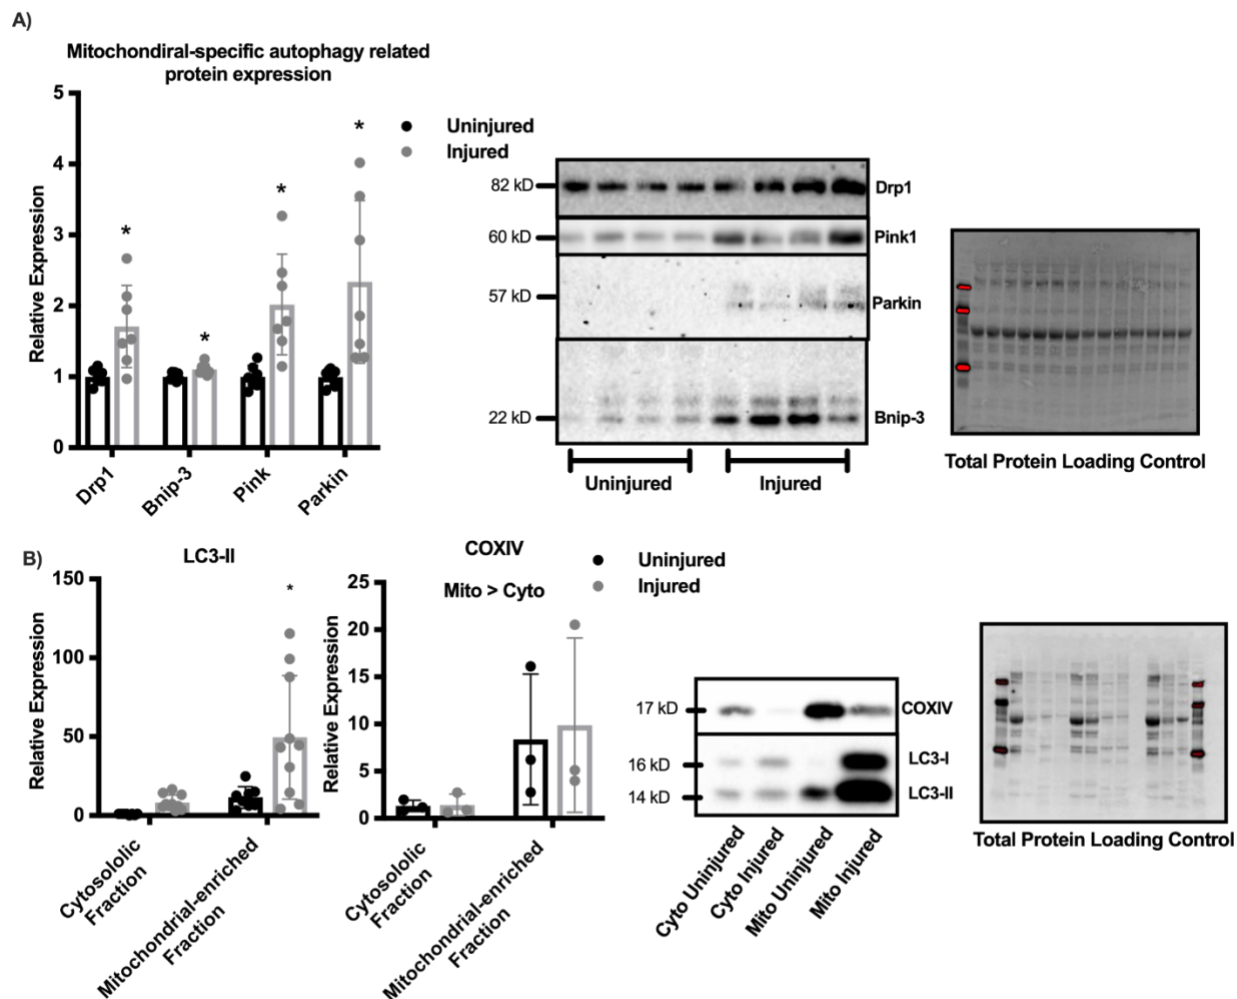 A)
Mitochondiral-specific autophagy related
protein expression
Relative Expression
5
4
3
2
1
0
*
*
*
*
Drp1
Bnip-3
Pink
Parkin
Uninjured
Injured
82 kD
Drp1
60 kD
Pink1
57 kD
Parkin
22 kD
Bnip-3
Uninjured
Injured
Total Protein Loading Control
B)
LC3-II
Relative Expression
150
100
50
0
*
Cytosololic
Fraction
Mitochondrial-enriched
Fraction
COXIV
Mito > Cyto
Relative Expression
25
20
15
10
5
0
Cytosololic
Fraction
Mitochondrial-enriched
Fraction
Uninjured
Injured
17 kD
COXIV
16 kD
LC3-I
14 kD
LC3-II
Cyto Uninjured
Cyto Injured
Mito Uninjured
Mito Injured
Total Protein Loading Control